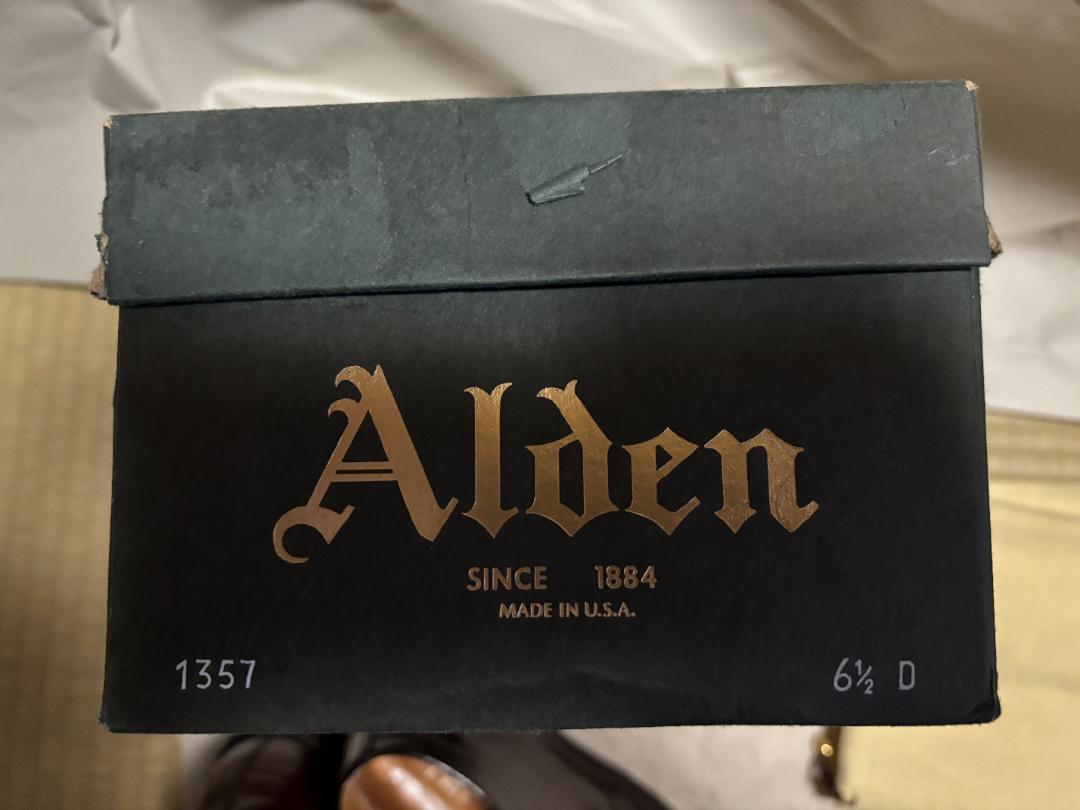 Alden
SINCE 1884
MADE IN U.S.A.
1357 6½ D